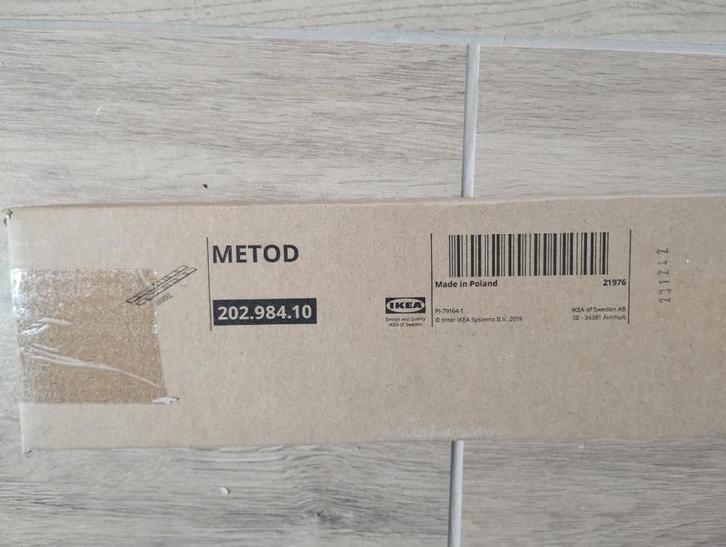 METOD
202.984.10
IKEA
Design and Quality
IKEA of Sweden
Made in Poland
21976
PI-79164-1
© Inter IKEA Systems B.V. 2019
IKEA of Sweden AB
SE - 34381 Älmhult